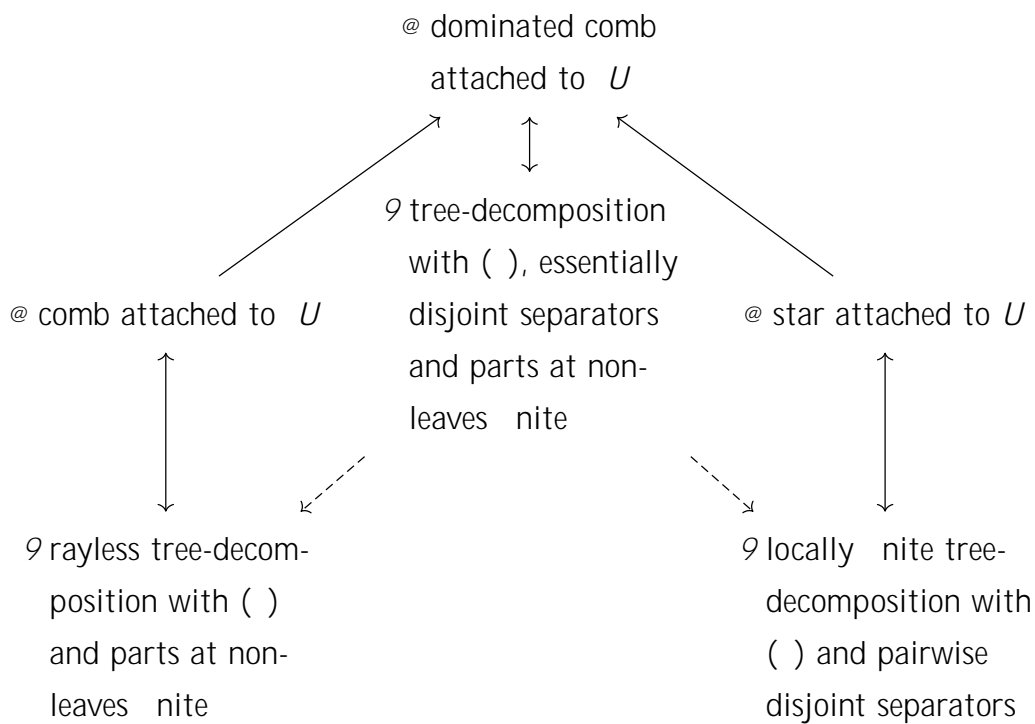 @ dominated comb
attached to U
9 tree-decomposition
with ( ), essentially
disjoint separators
and parts at non-
leaves nite
@ comb attached to U
@ star attached to U
9 rayless tree-decom-
position with ( )
and parts at non-
leaves nite
9 locally nite tree-
decomposition with
( ) and pairwise
disjoint separators